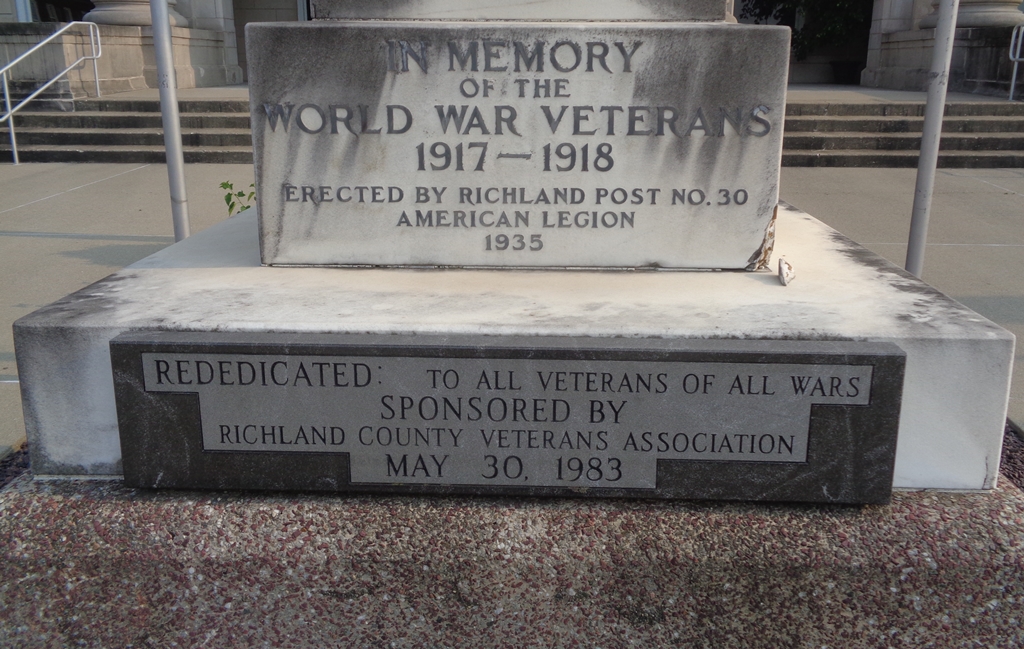 IN MEMORY
OF THE
WORLD WAR VETERANS
1917 — 1918
ERECTED BY RICHLAND POST NO. 30
AMERICAN LEGION
1935
REDEDICATED: TO ALL VETERANS OF ALL WARS
SPONSORED BY
RICHLAND COUNTY VETERANS ASSOCIATION
MAY 30, 1983